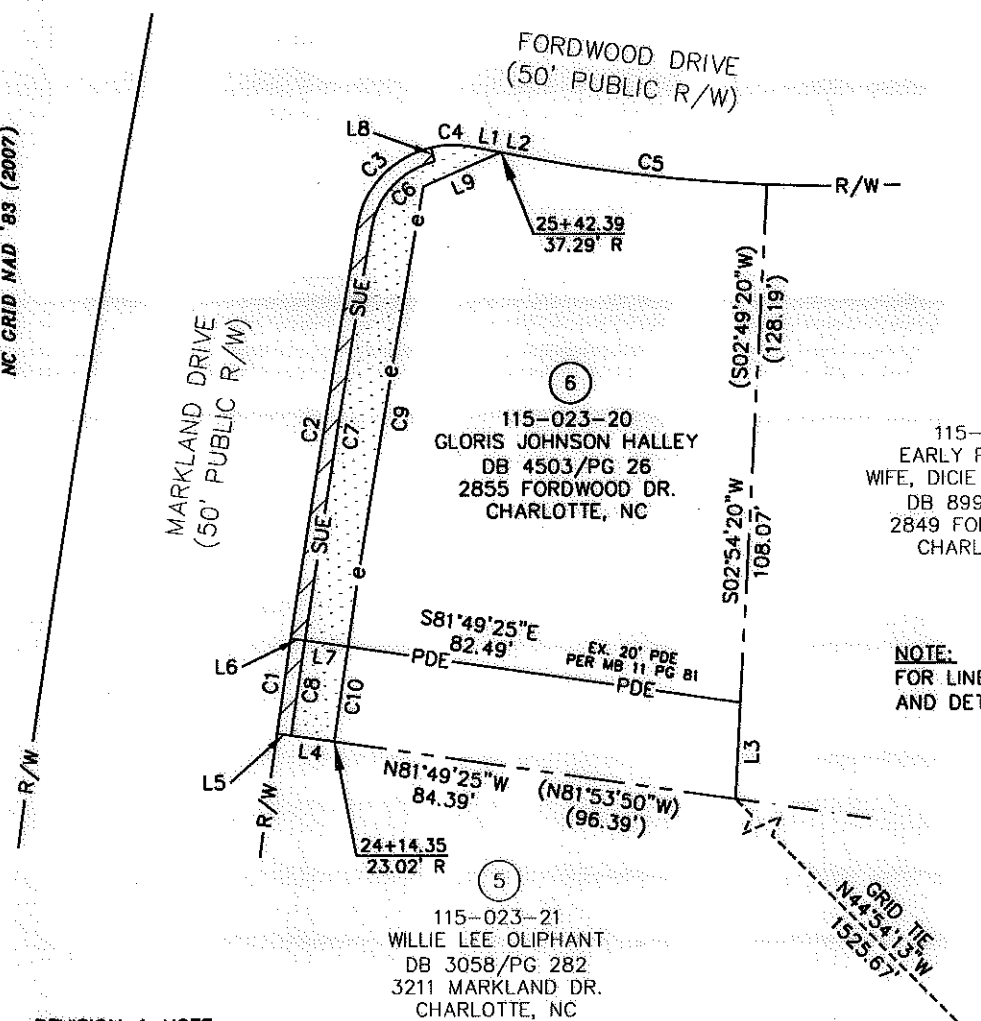 NC GRID NAD '83 (2007)
FORDWOOD DRIVE
(50' PUBLIC R/W)
L8
C4
L1
L2
C3
C6
L9
C5
R/W
e
25+42.39
37.29' R
SUE
MARKLAND DRIVE
(50' PUBLIC R/W)
(S02°49'20"W)
(128.19')
e
C2
C7
C9
6
115-023-20
GLORIS JOHNSON HALLEY
DB 4503/PG 26
2855 FORDWOOD DR.
CHARLOTTE, NC
115-
EARLY
WIFE, DICIE
DB 899
2849 FO
CHARL
S02°54'20"W
108.07'
SUE
e
S81°49'25"E
82.49'
EX. 20' PDE
PER MB 11 PG 81
PDE
PDE
L6
L7
NOTE:
FOR LINE
AND DET
C1
C8
C10
L3
L5
L4
N81°49'25"W
84.39'
(N81°53'50"W)
(96.39')
R/W
R/W
24+14.35
23.02' R
5
115-023-21
WILLIE LEE OLIPHANT
DB 3058/PG 282
3211 MARKLAND DR.
CHARLOTTE, NC
GRID TIE
N44°54'13"W
1525.67'